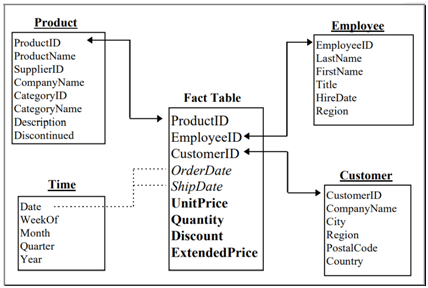 Product
ProductID
ProductName
SupplierID
CompanyName
CategoryID
CategoryName
Description
Discontinued
Employee
EmployeeID
LastName
FirstName
Title
HireDate
Region
Fact Table
ProductID
EmployeeID
CustomerID
OrderDate
ShipDate
UnitPrice
Quantity
Discount
ExtendedPrice
Time
Date
WeekOf
Month
Quarter
Year
Customer
CustomerID
CompanyName
City
Region
PostalCode
Country